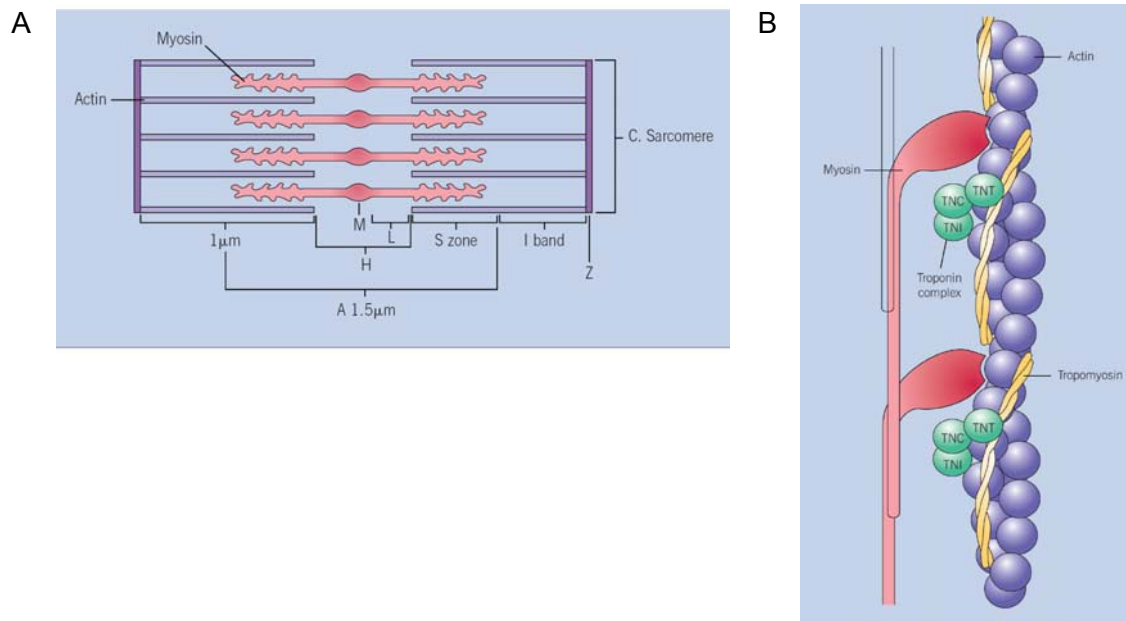 A
Myosin
Actin
C. Sarcomere
1μm
M
L
S zone
I band
H
Z
A 1.5μm
B
Actin
Myosin
TNC
TNT
TNI
Troponin
complex
Tropomyosin
TNC
TNT
TNI